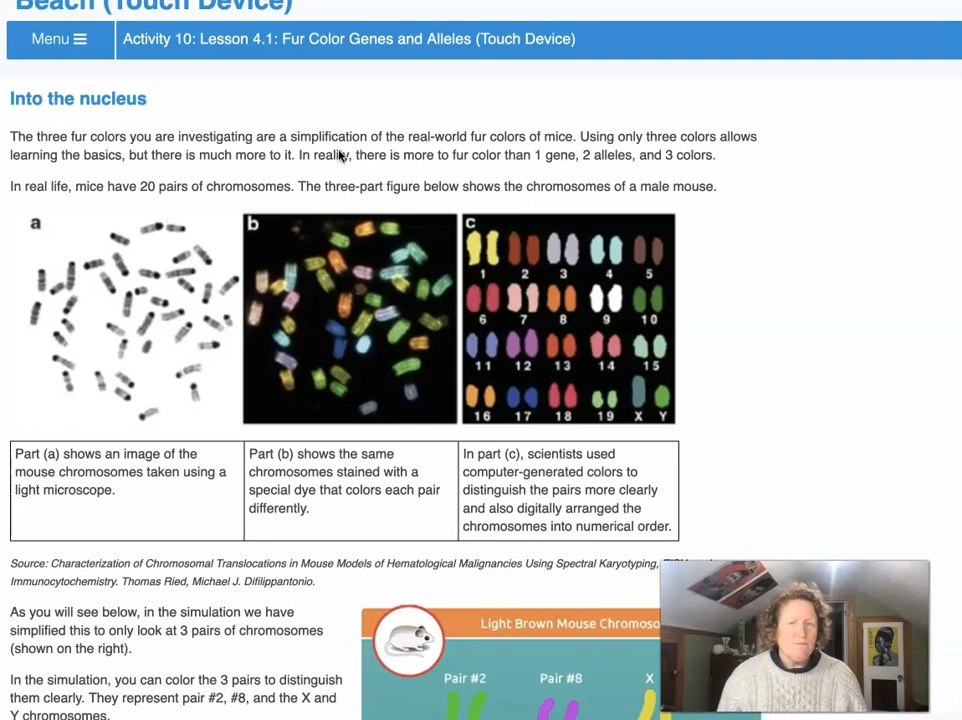 Beach (Touch Device)
Menu
Activity 10: Lesson 4.1: Fur Color Genes and Alleles (Touch Device)
Into the nucleus
The three fur colors you are investigating are a simplification of the real-world fur colors of mice. Using only three colors allows
learning the basics, but there is much more to it. In reality, there is more to fur color than 1 gene, 2 alleles, and 3 colors.
In real life, mice have 20 pairs of chromosomes. The three-part figure below shows the chromosomes of a male mouse.
a
b
c
1 2 3 4 5
6 7 8 9 10
11 12 13 14 15
16 17 18 19 X Y
Part (a) shows an image of the
mouse chromosomes taken using a
light microscope.
Part (b) shows the same
chromosomes stained with a
special dye that colors each pair
differently.
In part (c), scientists used
computer-generated colors to
distinguish the pairs more clearly
and also digitally arranged the
chromosomes into numerical order.
Source: Characterization of Chromosomal Translocations in Mouse Models of Hematological Malignancies Using Spectral Karyotyping,
Immunocytochemistry. Thomas Ried, Michael J. Difilippantonio.
As you will see below, in the simulation we have
simplified this to only look at 3 pairs of chromosomes
(shown on the right).
In the simulation, you can color the 3 pairs to distinguish
them clearly. They represent pair #2, #8, and the X and
Y chromosomes.
Light Brown Mouse Chromoso
Pair #2
Pair #8
X